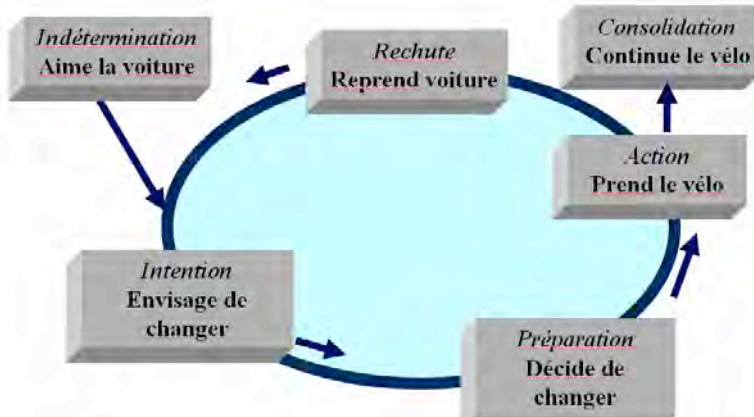 Indétermination
Aime la voiture
Rechute
Reprend voiture
Consolidation
Continue le vélo
Action
Prend le vélo
Intention
Envisage de
changer
Préparation
Décide de
changer